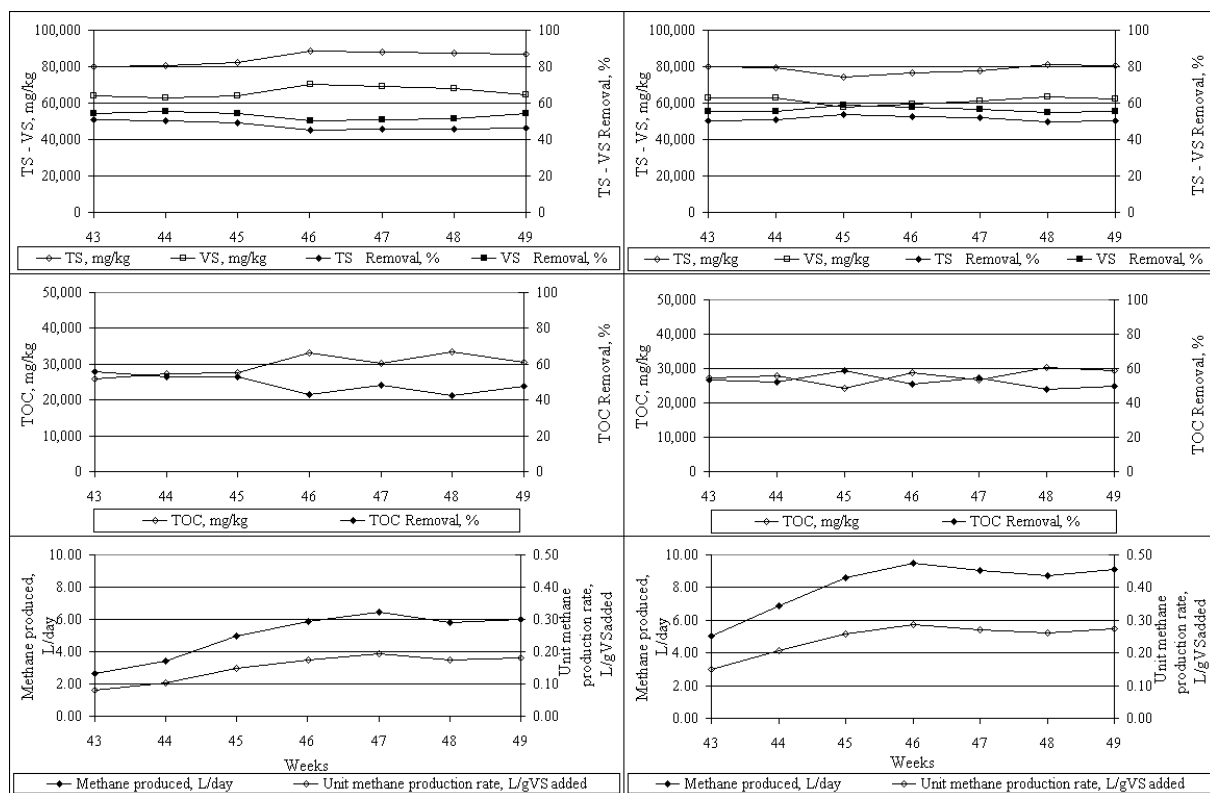 100,000
80,000
60,000
40,000
20,000
0
TS - VS, mg/kg
100
80
60
40
20
0
TS - VS Removal, %
43 44 45 46 47 48 49
TS, mg/kg VS, mg/kg TS Removal, % VS Removal, %
100,000
80,000
60,000
40,000
20,000
0
TS - VS, mg/kg
100
80
60
40
20
0
TS - VS Removal, %
43 44 45 46 47 48 49
TS, mg/kg VS, mg/kg TS Removal, % VS Removal, %
50,000
40,000
30,000
20,000
10,000
0
TOC, mg/kg
100
80
60
40
20
0
TOC Removal, %
43 44 45 46 47 48 49
TOC, mg/kg TOC Removal, %
50,000
40,000
30,000
20,000
10,000
0
TOC, mg/kg
100
80
60
40
20
0
TOC Removal, %
43 44 45 46 47 48 49
TOC, mg/kg TOC Removal, %
10.00
8.00
6.00
4.00
2.00
0.00
Methane produced,
L/day
0.50
0.40
0.30
0.20
0.10
0.00
Unit methane
production rate,
L/gVSadded
43 44 45 46 47 48 49
Weeks
Methane produced, L/day Unit methane production rate, L/gVS added
10.00
8.00
6.00
4.00
2.00
0.00
Methane produced,
L/day
0.50
0.40
0.30
0.20
0.10
0.00
Unit methane
production rate,
L/gVSadded
43 44 45 46 47 48 49
Weeks
Methane produced, L/day Unit methane production rate, L/gVS added